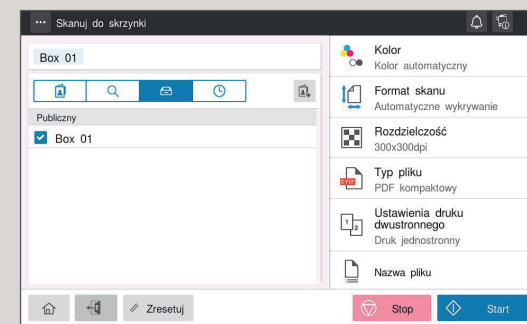 Skanuj do skrzynki
Box 01
Publiczny
Box 01
Kolor
Kolor automatyczny
Format skanu
Automatyczne wykrywanie
Rozdzielczość
300x300dpi
Typ pliku
PDF kompaktowy
Ustawienia druku
dwustronnego
Druk jednostronny
Nazwa pliku
Zresetuj
Stop
Start